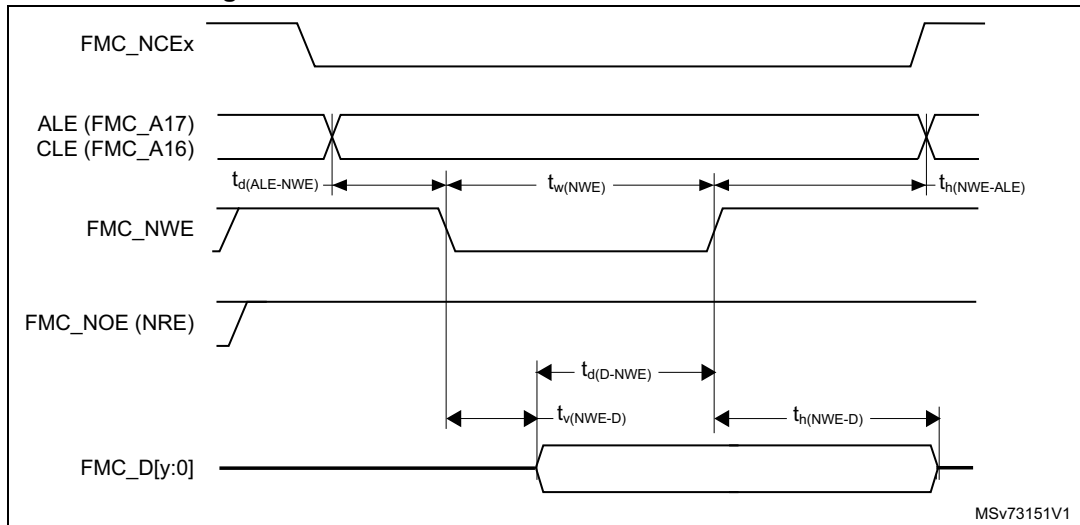 FMC_NCEx
ALE (FMC_A17)
CLE (FMC_A16)
td(ALE-NWE)
tw(NWE)
th(NWE-ALE)
FMC_NWE
FMC_NOE (NRE)
td(D-NWE)
tv(NWE-D)
th(NWE-D)
FMC_D[y:0]
MSv73151V1